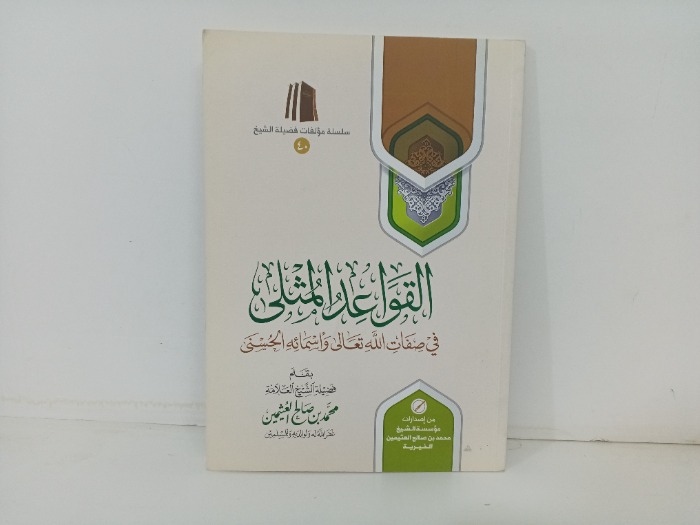 سلسلة مؤلفات فضيلة الشيخ
٤٠
القواعد المثلى
في صفات الله تعالى وأسمائه الحسنى
بقلم
فضيلة الشيخ العلامة
محمد بن صالح العثيمين
غفر الله له ولوالديه وللمسلمين
من إصدارات
مؤسسة الشيخ
محمد بن صالح العثيمين
الخيرية